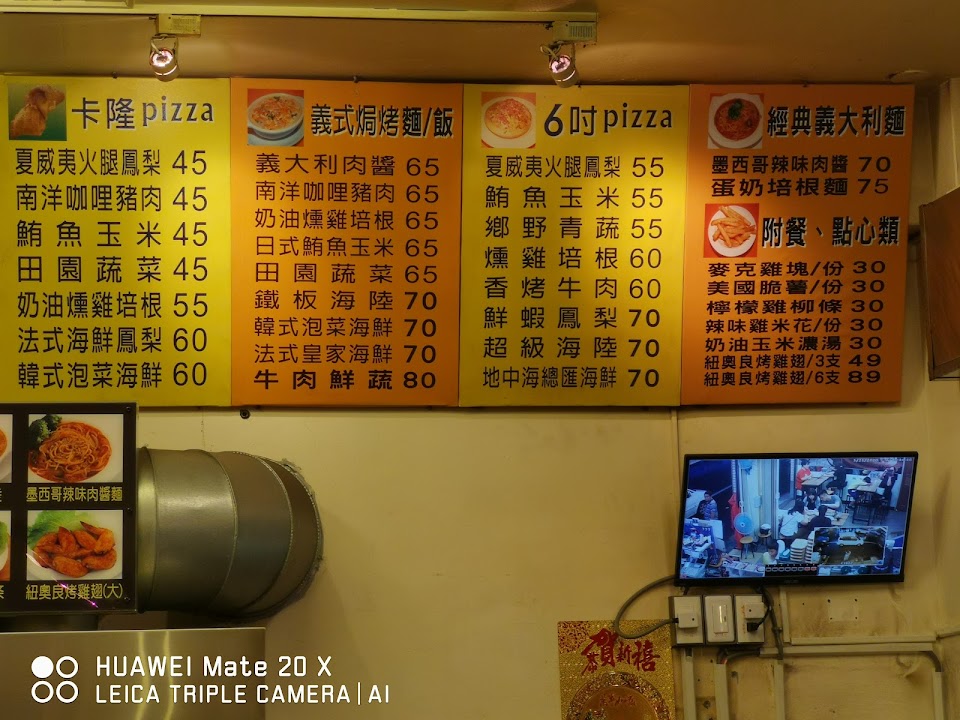 卡隆pizza
夏威夷火腿鳳梨 45
南洋咖哩豬肉 45
鮪魚玉米 45
田園蔬菜 45
奶油燻雞培根 55
法式海鮮鳳梨 60
韓式泡菜海鮮 60
義式焗烤麵/飯
義大利肉醬 65
南洋咖哩豬肉 65
奶油燻雞培根 65
日式鮪魚玉米 65
田園蔬菜 65
鐵板海陸 70
韓式泡菜海鮮 70
法式皇家海鮮 70
牛肉鮮蔬 80
6吋pizza
夏威夷火腿鳳梨 55
鮪魚玉米 55
鄉野青蔬 55
燻雞培根 60
香烤牛肉 60
鮮蝦鳳梨 70
超級海陸 70
地中海總匯海鮮 70
經典義大利麵
墨西哥辣味肉醬 70
蛋奶培根麵 75
附餐、點心類
麥克雞塊/份 30
美國脆薯/份 30
檸檬雞柳條 30
辣味雞米花/份 30
奶油玉米濃湯 30
紐奧良烤雞翅/3支 49
紐奧良烤雞翅/6支 89
墨西哥辣味肉醬麵
紐奧良烤雞翅(大)
恭賀新禧
HUAWEI Mate 20 X
LEICA TRIPLE CAMERA | AI